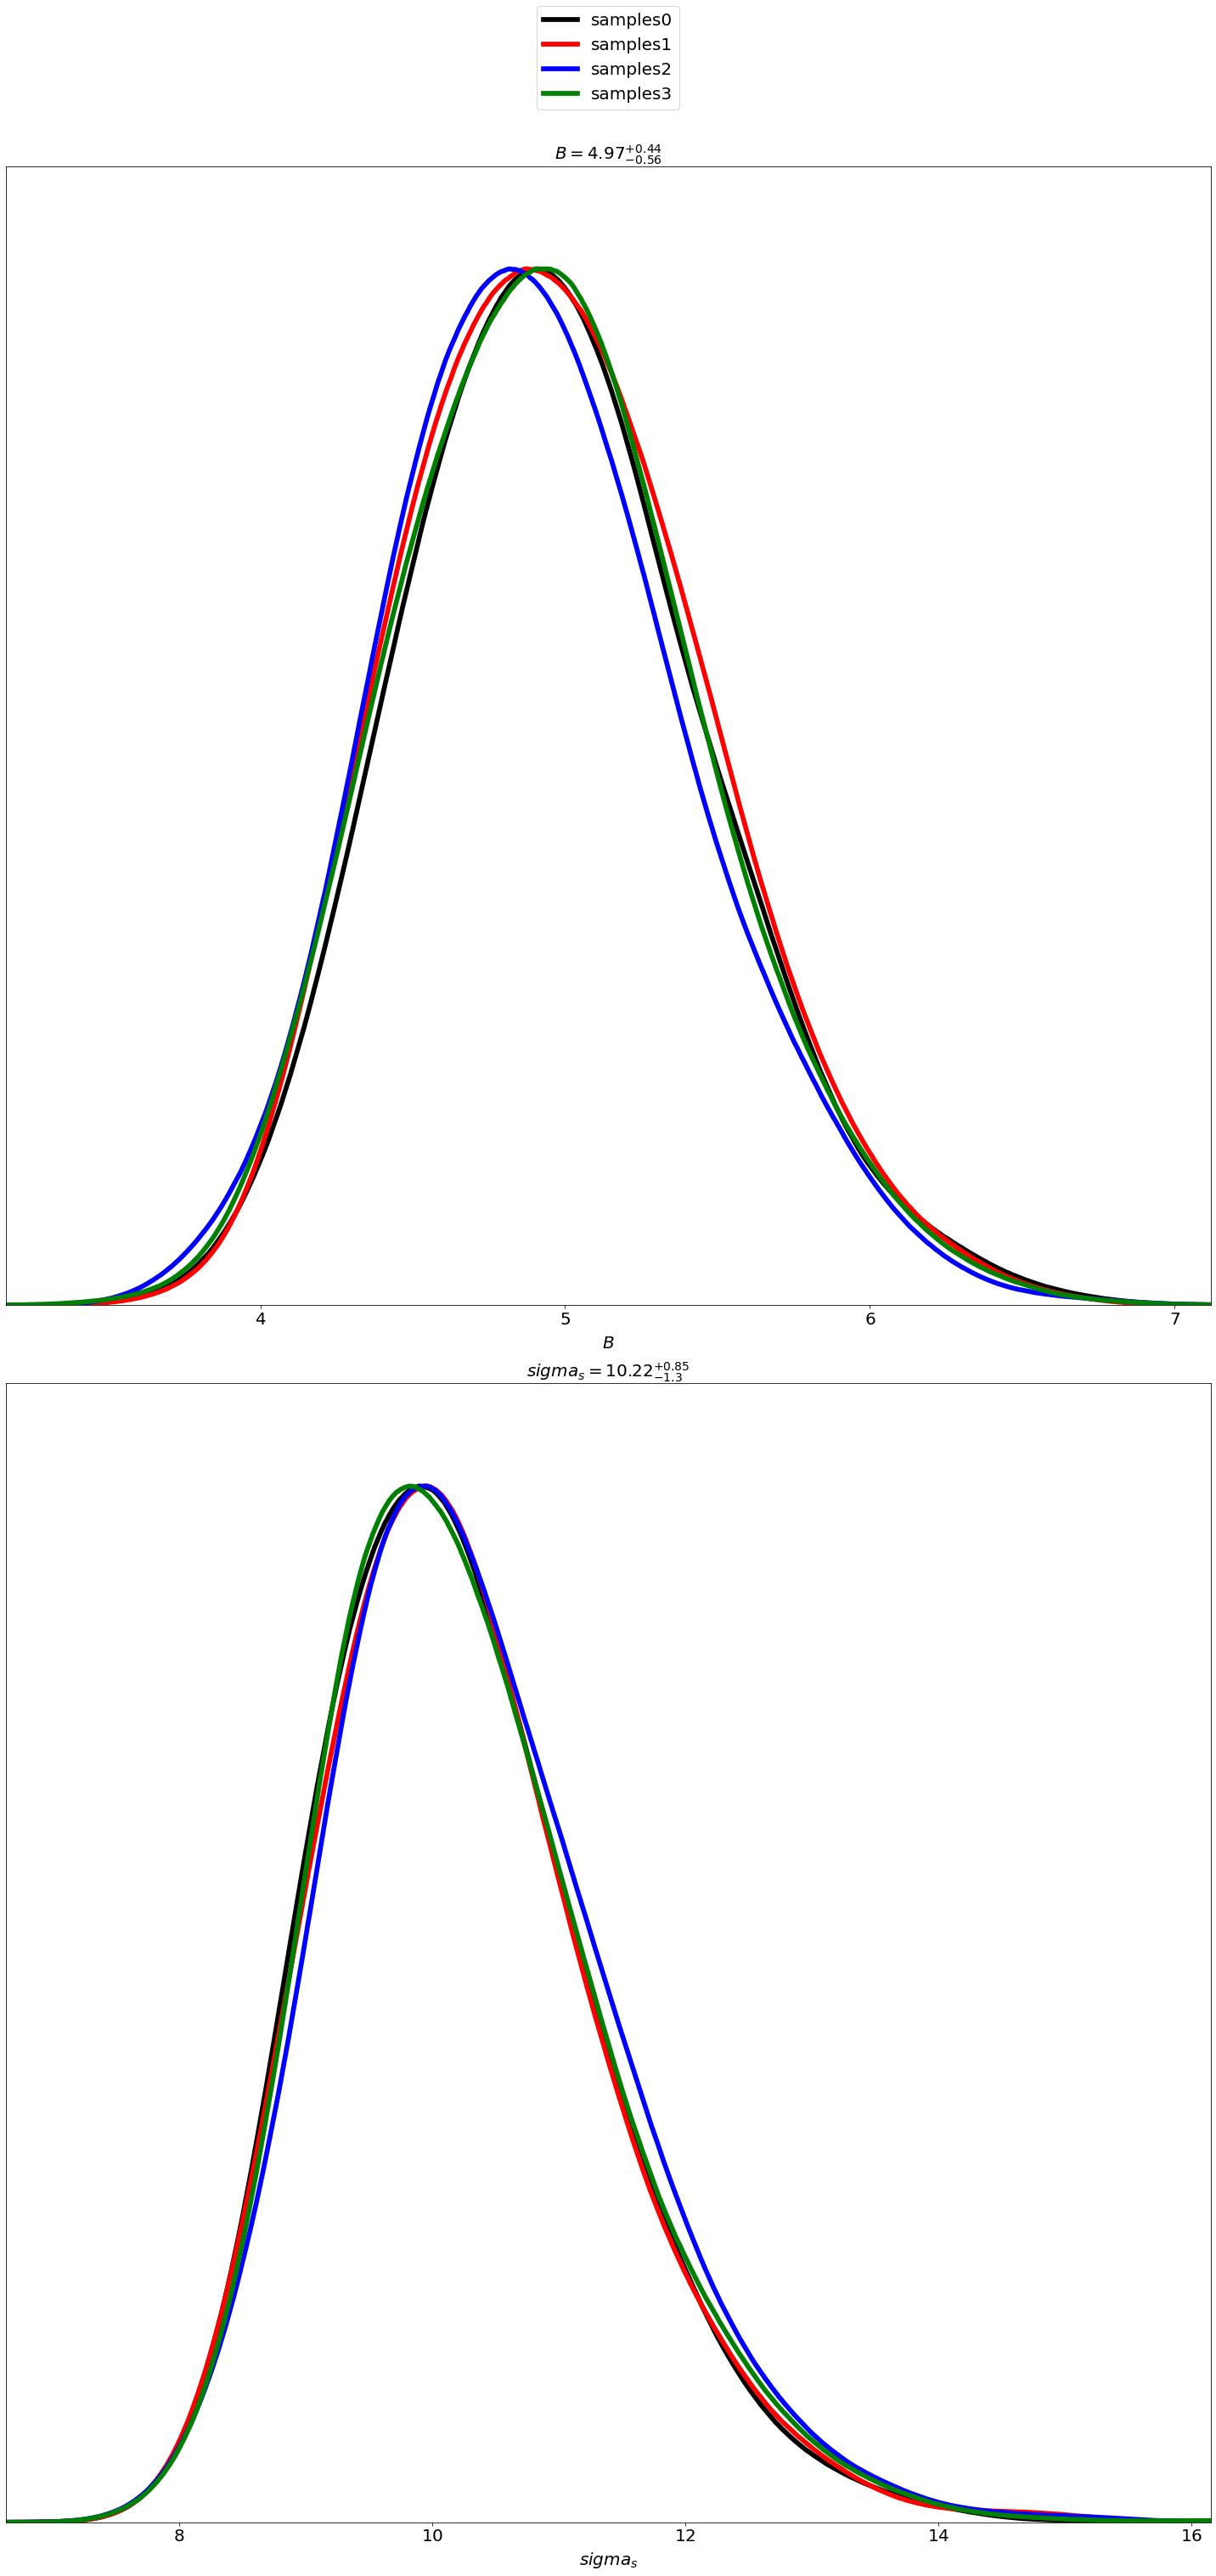 samples0
samples1
samples2
samples3
B = 4.97^{+0.44}_{-0.56}
4 5 6 7
B
sigma_s = 10.22^{+0.85}_{-1.3}
8 10 12 14 16
sigma_s